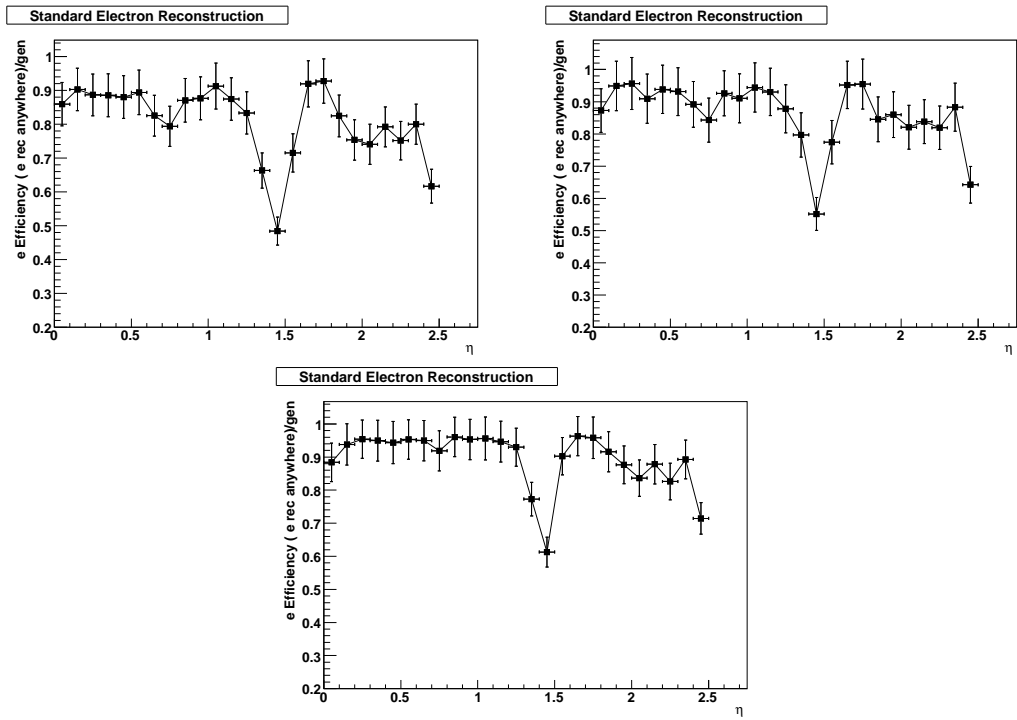 Standard Electron Reconstruction
e Efficiency ( e rec anywhere)/gen
1
0.9
0.8
0.7
0.6
0.5
0.4
0.3
0.2
0 0.5 1 1.5 2 2.5
η
Standard Electron Reconstruction
e Efficiency ( e rec anywhere)/gen
1
0.9
0.8
0.7
0.6
0.5
0.4
0.3
0.2
0 0.5 1 1.5 2 2.5
η
Standard Electron Reconstruction
e Efficiency ( e rec anywhere)/gen
1
0.9
0.8
0.7
0.6
0.5
0.4
0.3
0.2
0 0.5 1 1.5 2 2.5
η